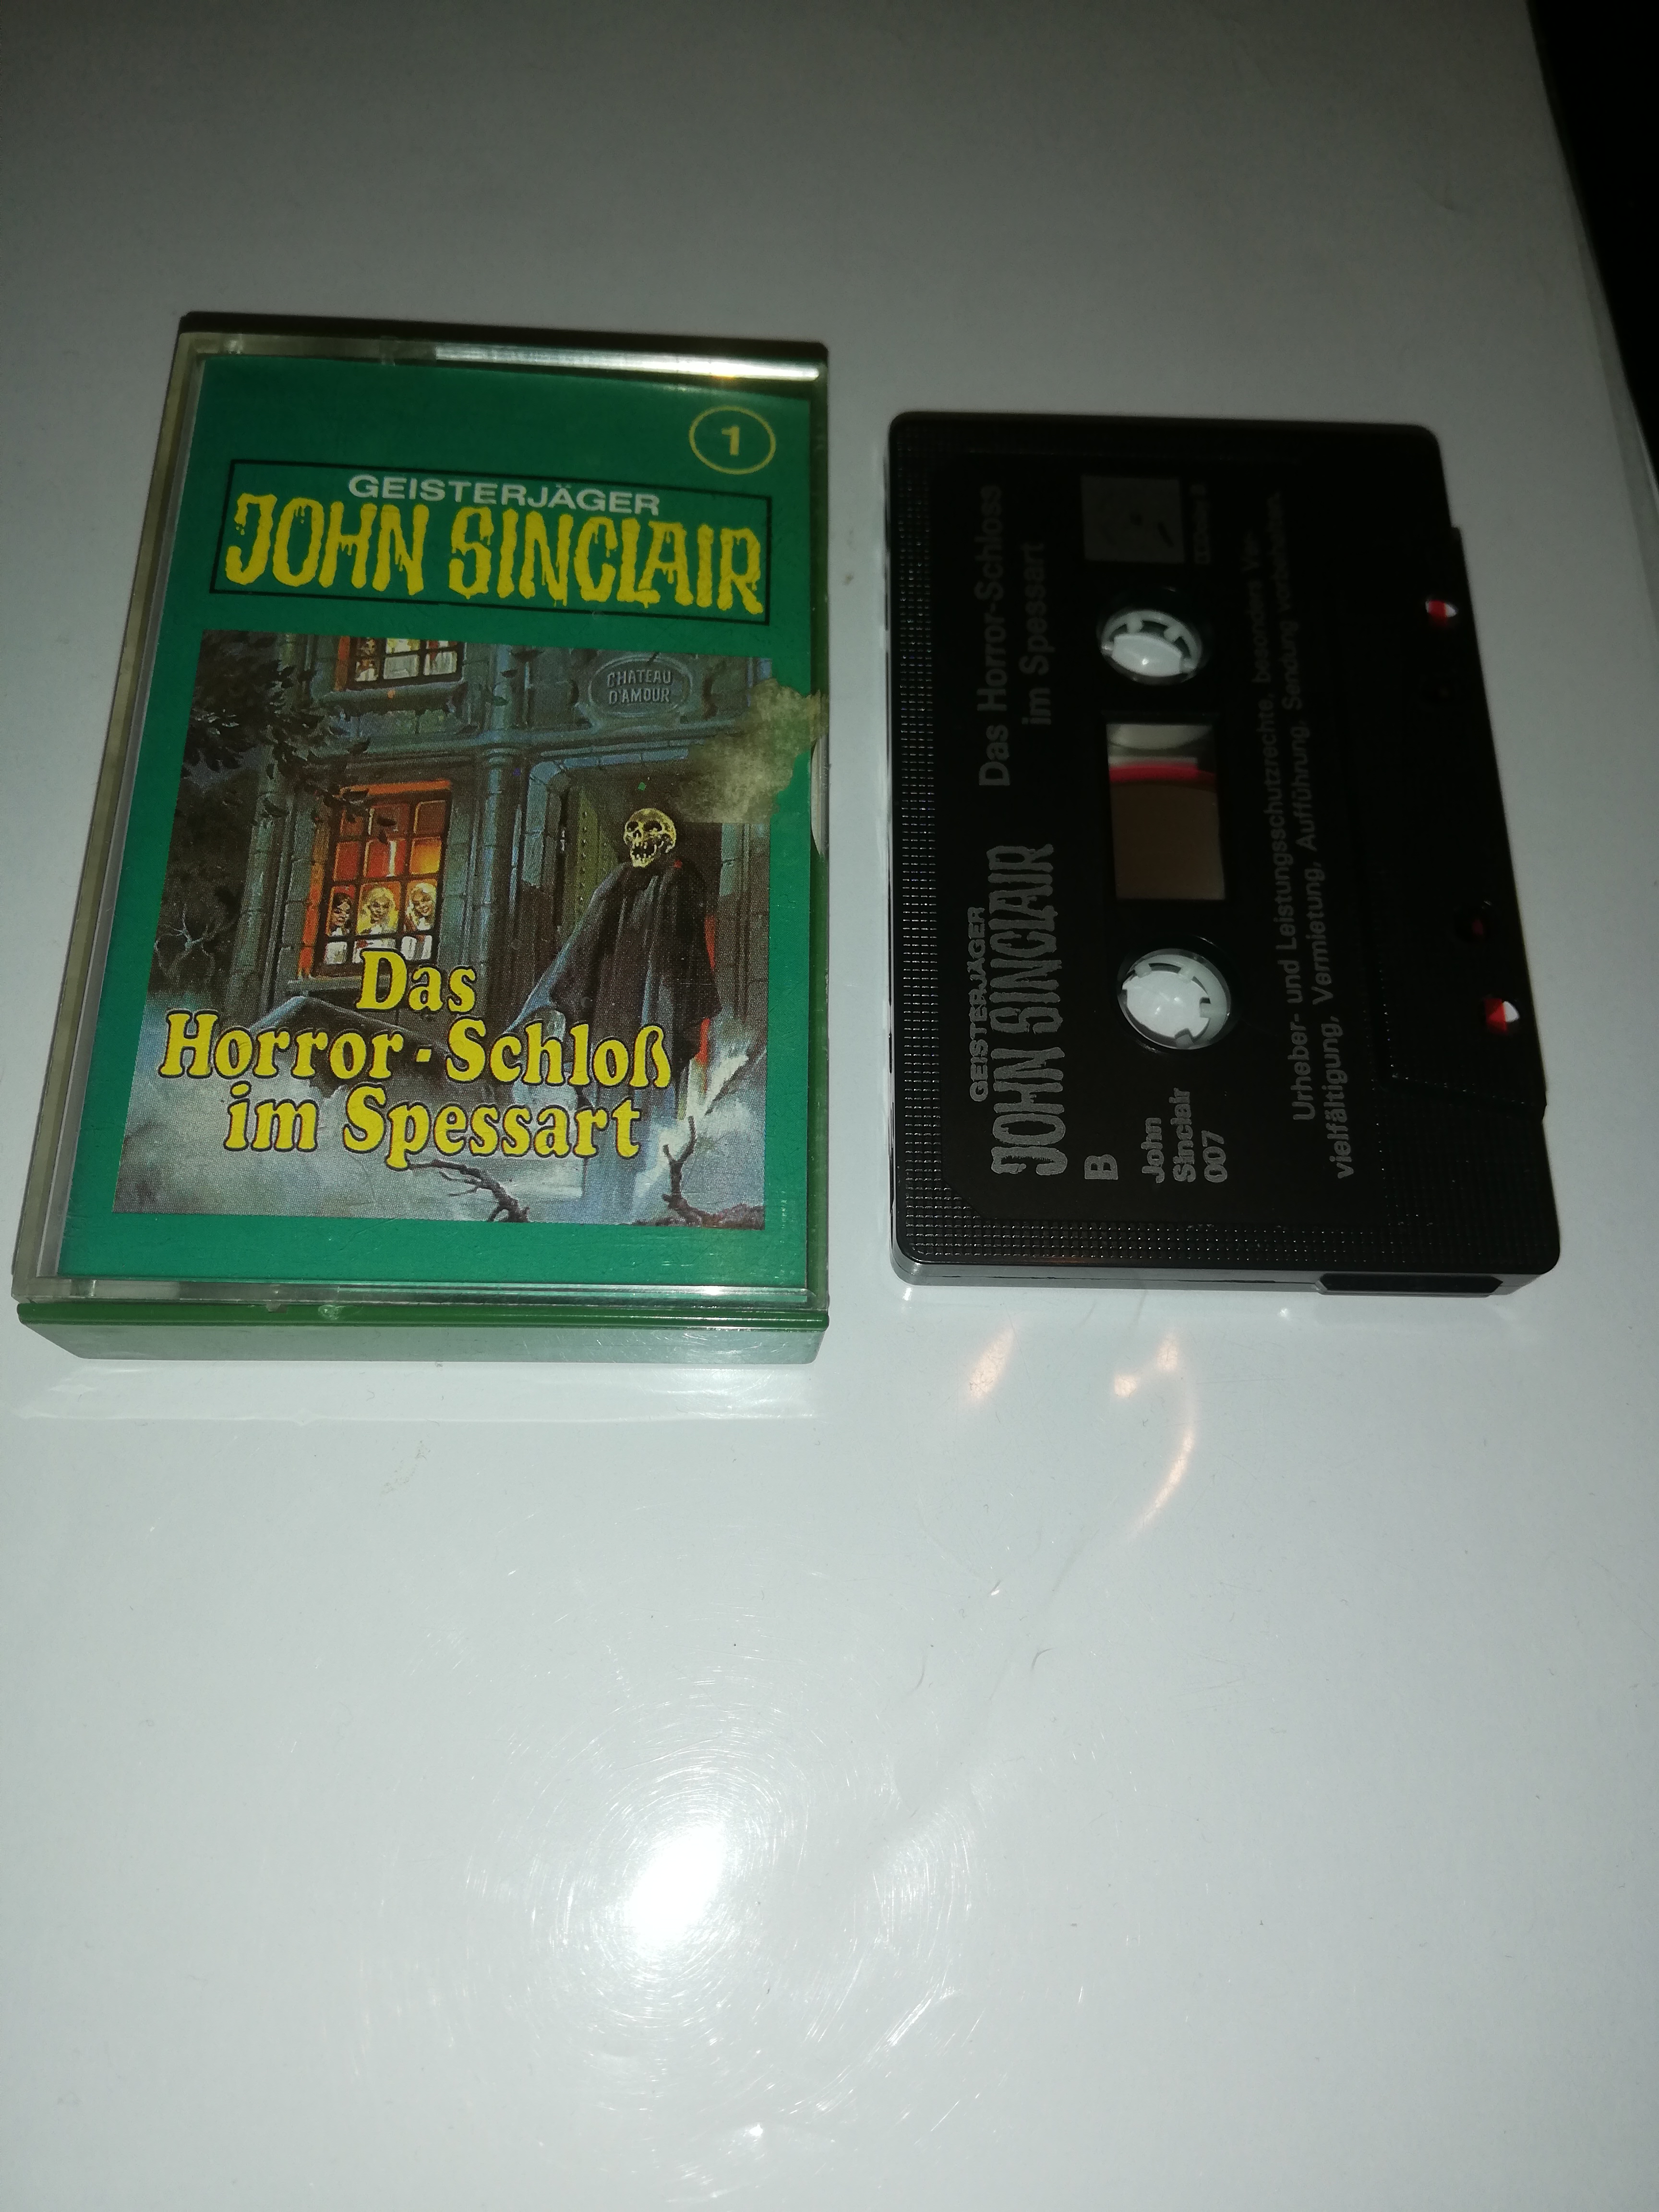 1
GEISTERJÄGER
JOHN SINCLAIR
CHATEAU
D'AMOUR
Das
Horror-Schloß
im Spessart
GEISTERJÄGER
JOHN SINCLAIR
Das Horror-Schloss
im Spessart
B
John
Sinclair
007
Urheber- und Leistungsschutzrechte, besonders Ver-
vielfältigung, Vermietung, Aufführung, Sendung vorbehalten.